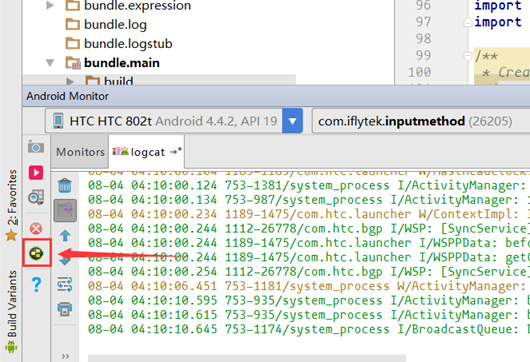 bundle.expression
bundle.log
bundle.logstub
bundle.main
build
96
97
98
99
100
import
import
/**
* Crea
Android Monitor
HTC HTC 802t Android 4.4.2, API 19
com.iflytek.inputmethod (26205)
Monitors
logcat
2: Favorites
Build Variants
08-04 04:10:00.124 753-1381/system_process I/ActivityManager:
08-04 04:10:00.134 753-987/system_process I/ActivityManager:
08-04 04:10:00.234 1189-1475/com.htc.launcher W/ContextImpl:
08-04 04:10:00.244 1112-26778/com.htc.bgp I/WSP: [SyncService]
08-04 04:10:00.244 1189-1475/com.htc.launcher I/WSPPData: befo
08-04 04:10:00.244 1189-1475/com.htc.launcher I/WSPPData: getC
08-04 04:10:00.254 1112-26778/com.htc.bgp I/WSP: [SyncService]
08-04 04:10:06.451 753-1181/system_process W/ActivityManager:
08-04 04:10:10.595 753-935/system_process I/ActivityManager:
08-04 04:10:10.615 753-935/system_process I/ActivityManager: b
08-04 04:10:10.645 753-1174/system_process I/BroadcastQueue: